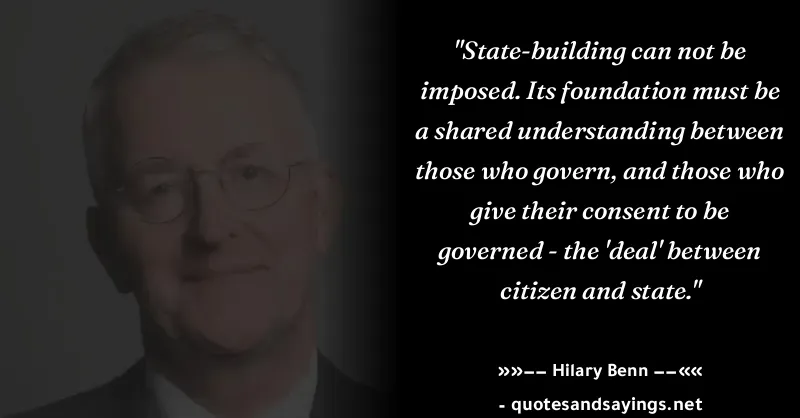 "State-building can not be
imposed. Its foundation must be
a shared understanding between
those who govern, and those who
give their consent to be
governed - the 'deal' between
citizen and state."
»»−− Hilary Benn −−««
- quotesandsayings.net